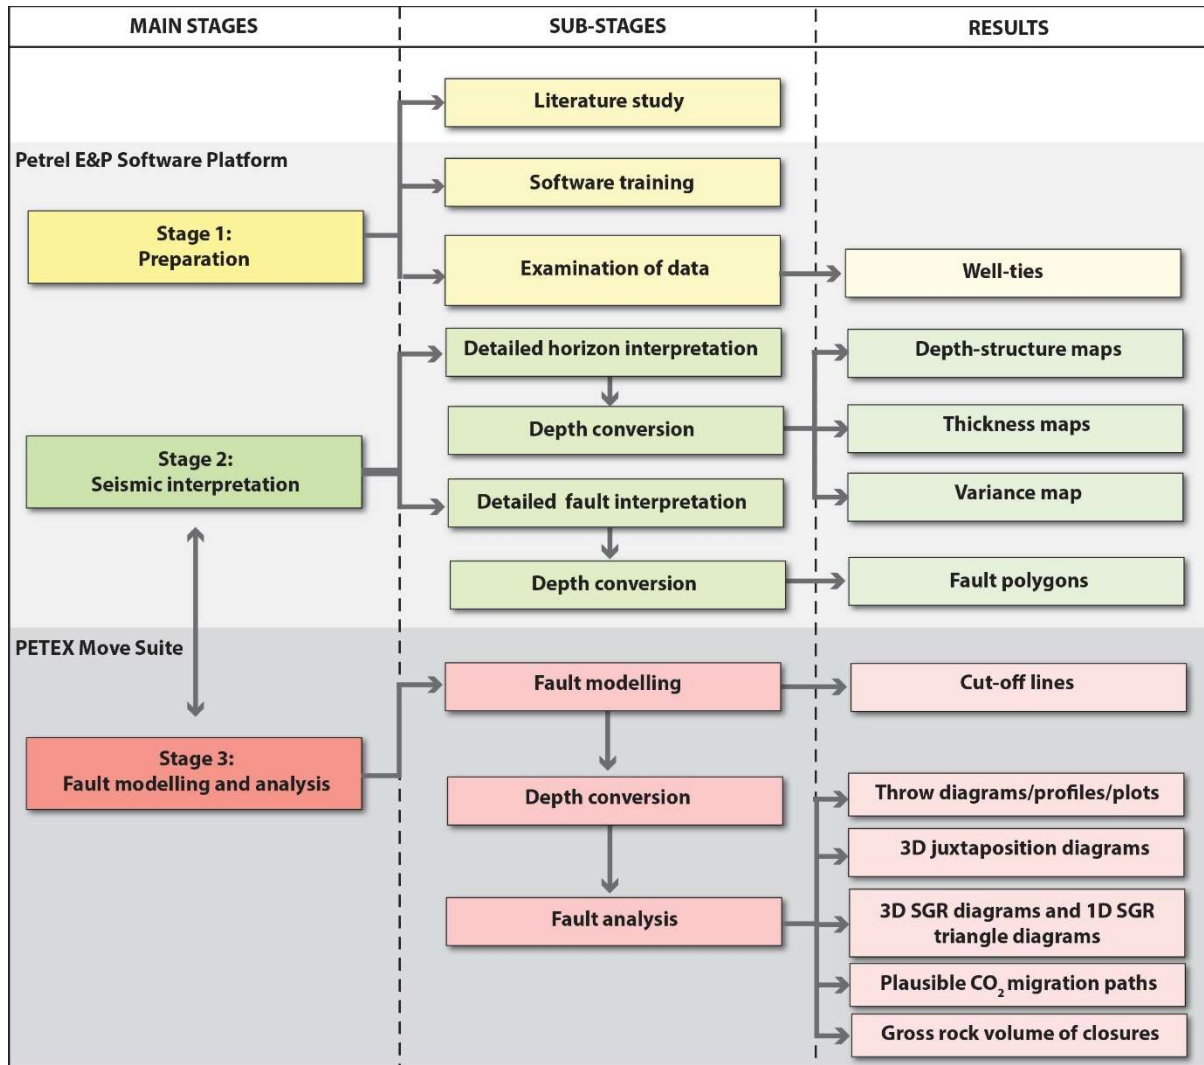 MAIN STAGES
SUB-STAGES
RESULTS
Literature study
Petrel E&P Software Platform
Software training
Stage 1:
Preparation
Examination of data
Well-ties
Detailed horizon interpretation
Depth-structure maps
Depth conversion
Thickness maps
Stage 2:
Seismic interpretation
Detailed fault interpretation
Variance map
Depth conversion
Fault polygons
PETEX Move Suite
Fault modelling
Cut-off lines
Stage 3:
Fault modelling and analysis
Depth conversion
Throw diagrams/profiles/plots
3D juxtaposition diagrams
Fault analysis
3D SGR diagrams and 1D SGR
triangle diagrams
Plausible CO₂ migration paths
Gross rock volume of closures